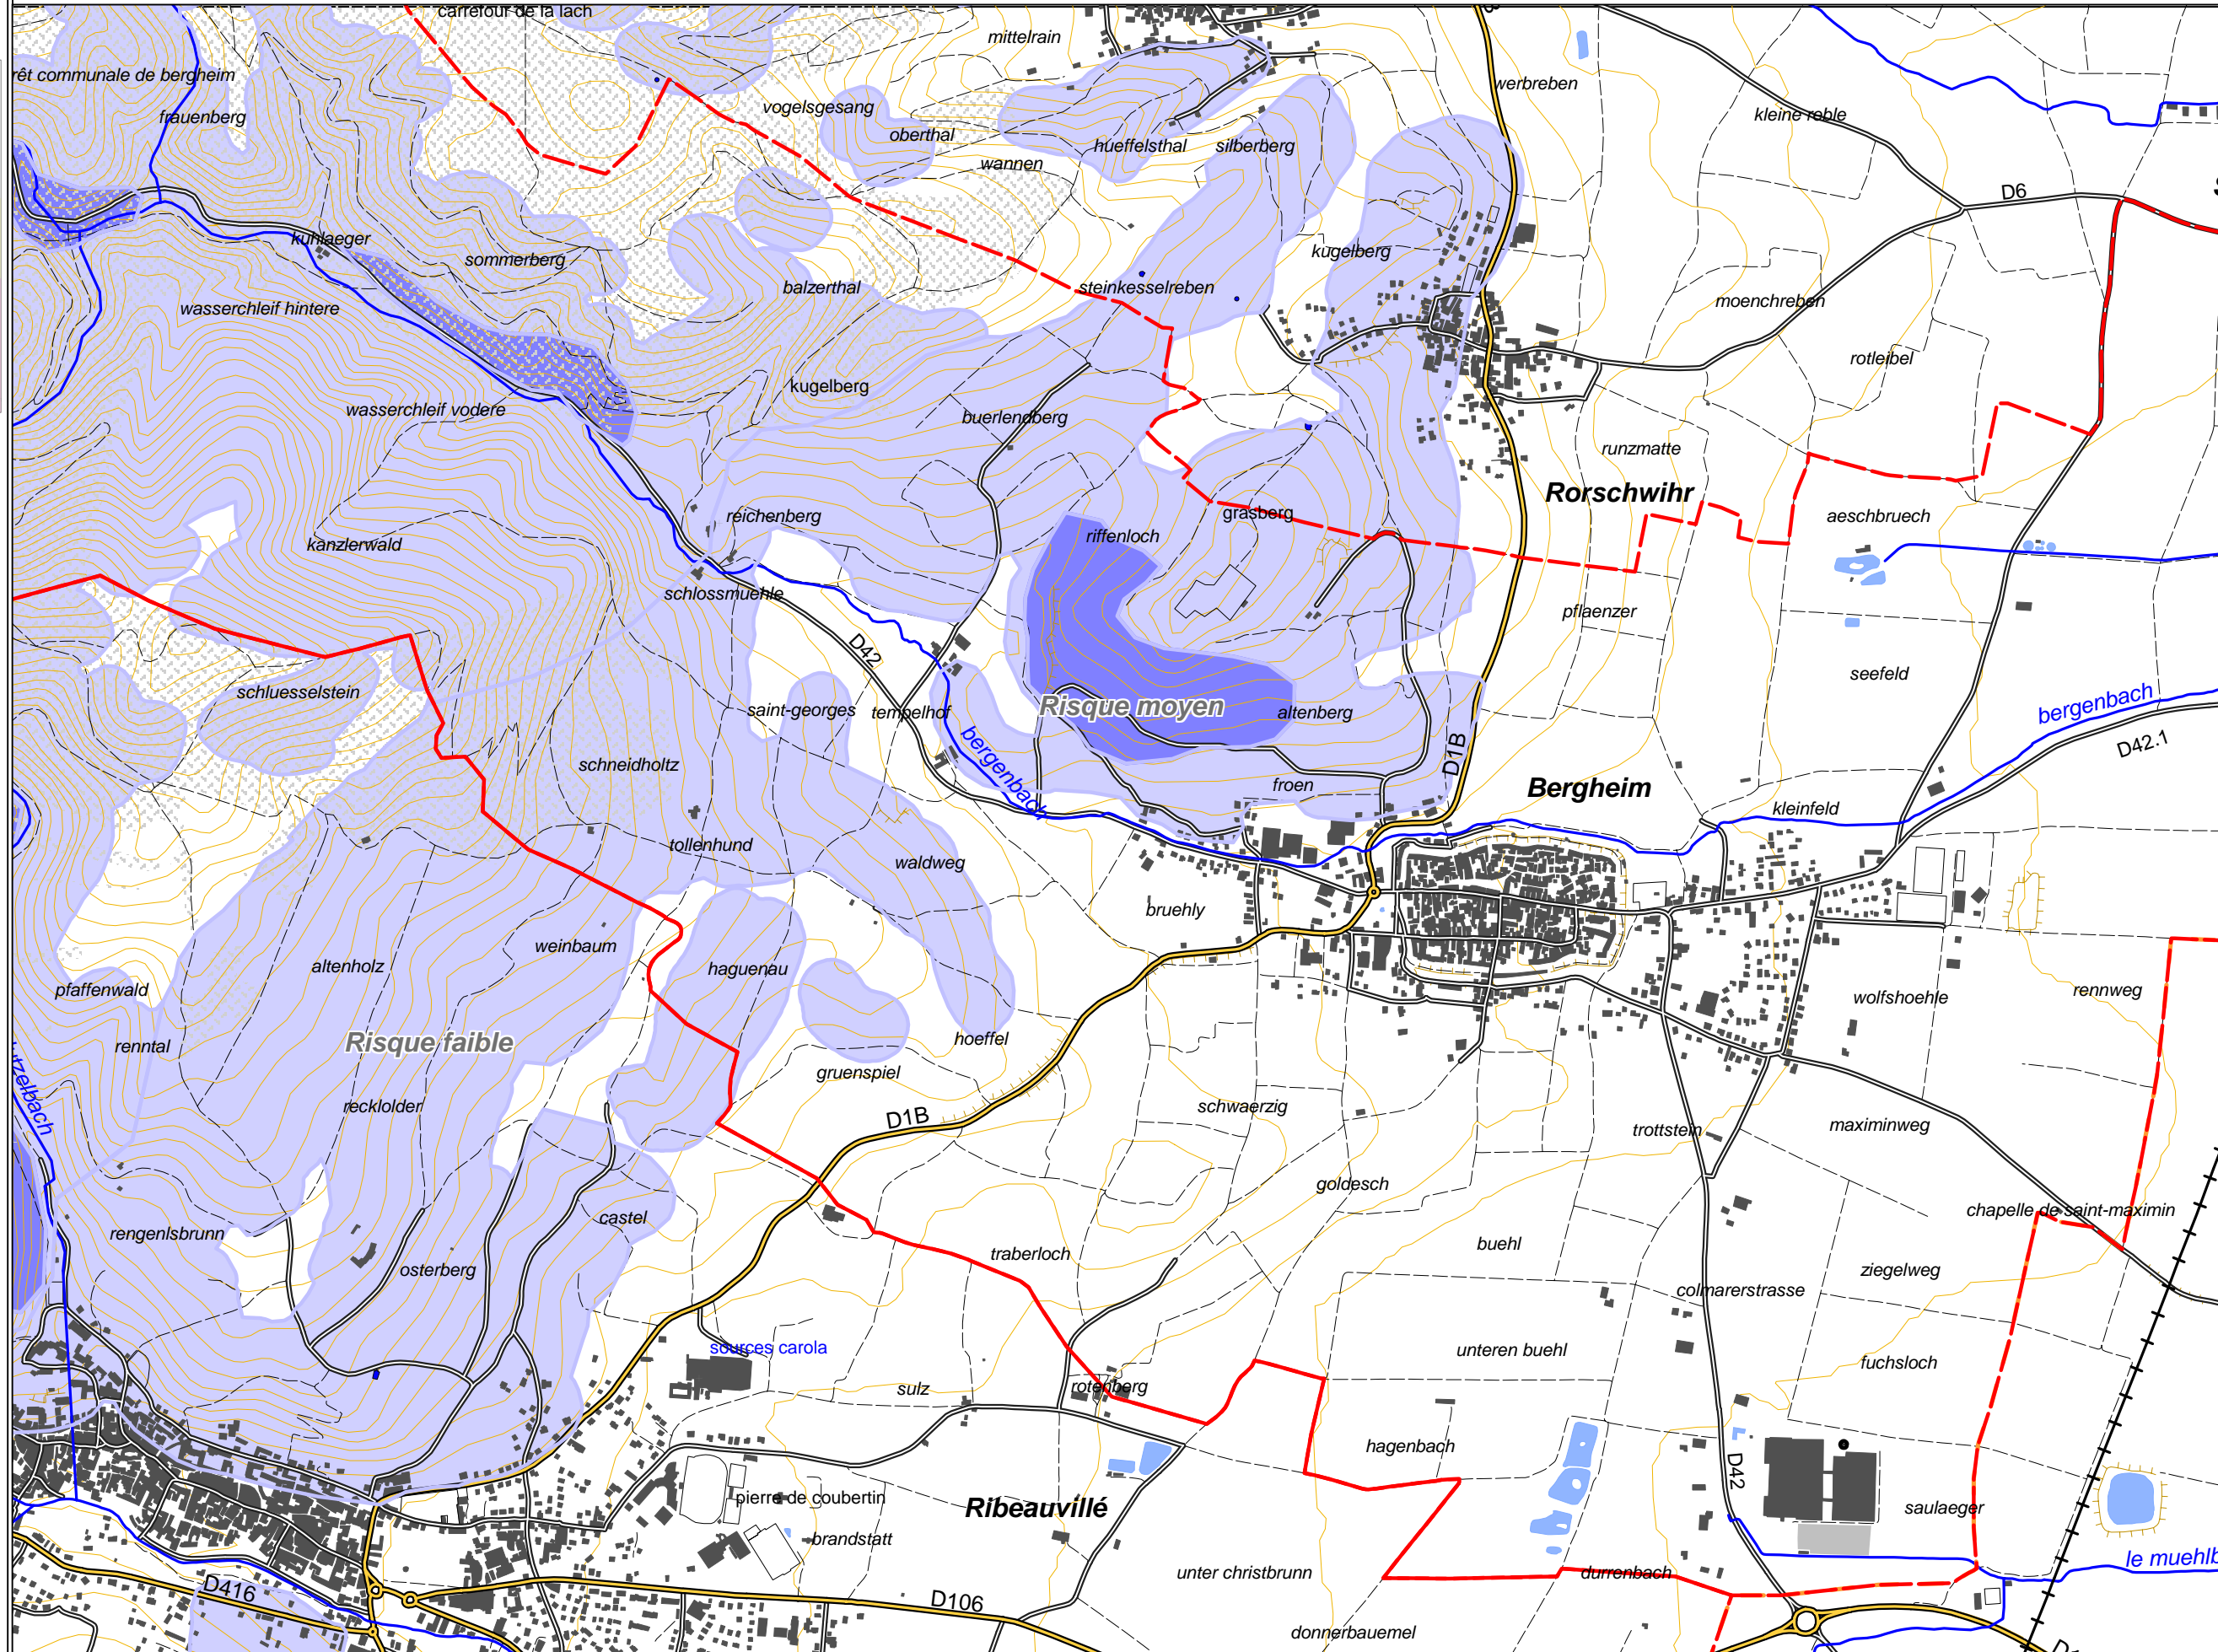 carrefour de la lach
mittelrain
rêt communale de bergheim
frauenberg
vogelsgesang
oberthal
wannen
hueffelsthal
silberberg
werbreben
kleine reble
D6
kuhlaeger
sommerberg
balzerthal
steinkesselreben
kugelberg
moenchreben
wasserchleif hintere
rotleibel
kugelberg
wasserchleif vodere
buerlendberg
runzmatte
Rorschwihr
reichenberg
grasberg
aeschbruech
kanzlerwald
riffenloch
schlossmuehle
pflaenzer
D42
seefeld
schluesselstein
saint-georges
tempelhof
Risque moyen
altenberg
bergenbach
D42.1
schneidholtz
bergenbach
D1B
froen
Bergheim
kleinfeld
tollenhund
waldweg
bruehly
weinbaum
altenholz
haguenau
pfaffenwald
wolfshoehle
rennweg
renntal
Risque faible
hoeffel
gruenspiel
recklolder
D1B
schwaerzig
trottstein
maximinweg
goldesch
chapelle de saint-maximin
rengenlsbrunn
castel
osterberg
traberloch
buehl
ziegelweg
colmarerstrasse
sources carola
unteren buehl
fuchsloch
sulz
rotenberg
hagenbach
D42
pierre de coubertin
Ribeauvillé
saulaeger
brandstatt
unter christbrunn
durrenbach
le muehlb
D416
D106
donnerbauemel